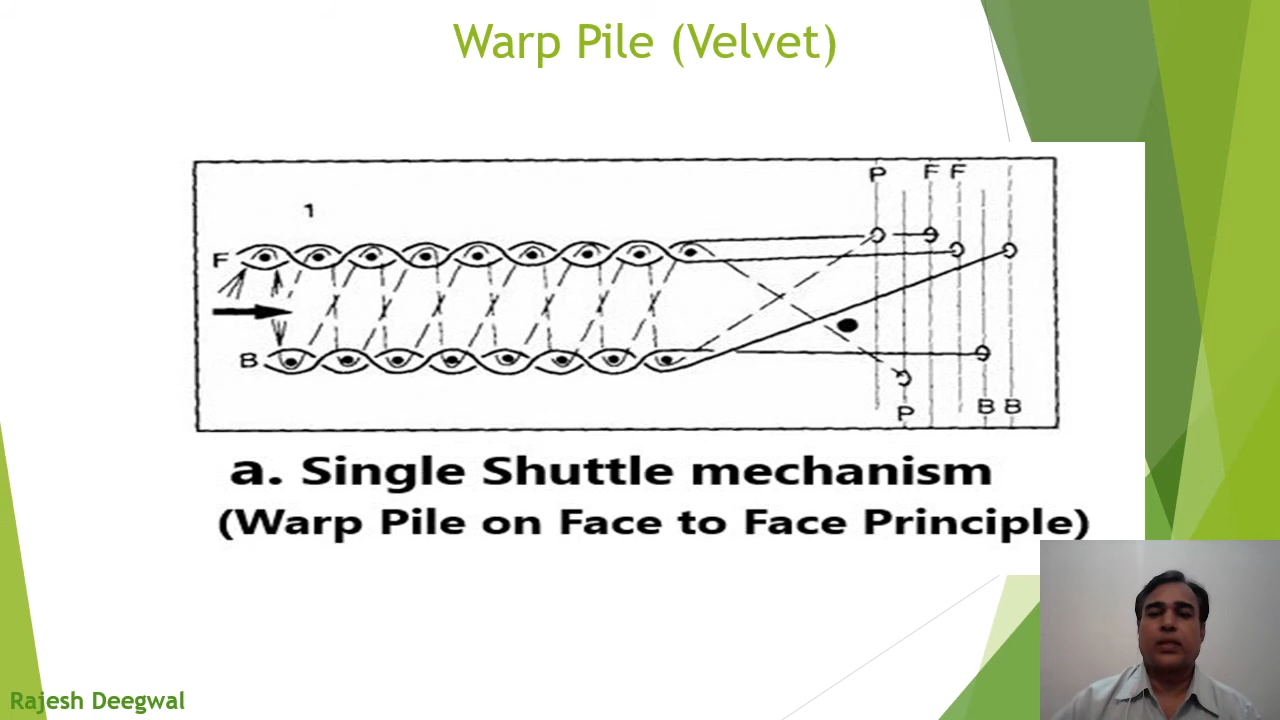 Warp Pile (Velvet)
P F F
1
F
B
B B
P
a. Single Shuttle mechanism
(Warp Pile on Face to Face Principle)
Rajesh Deegwal